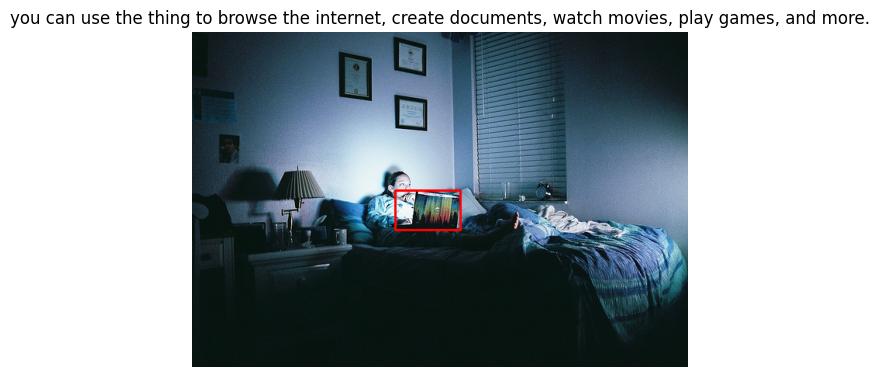 you can use the thing to browse the internet, create documents, watch movies, play games, and more.